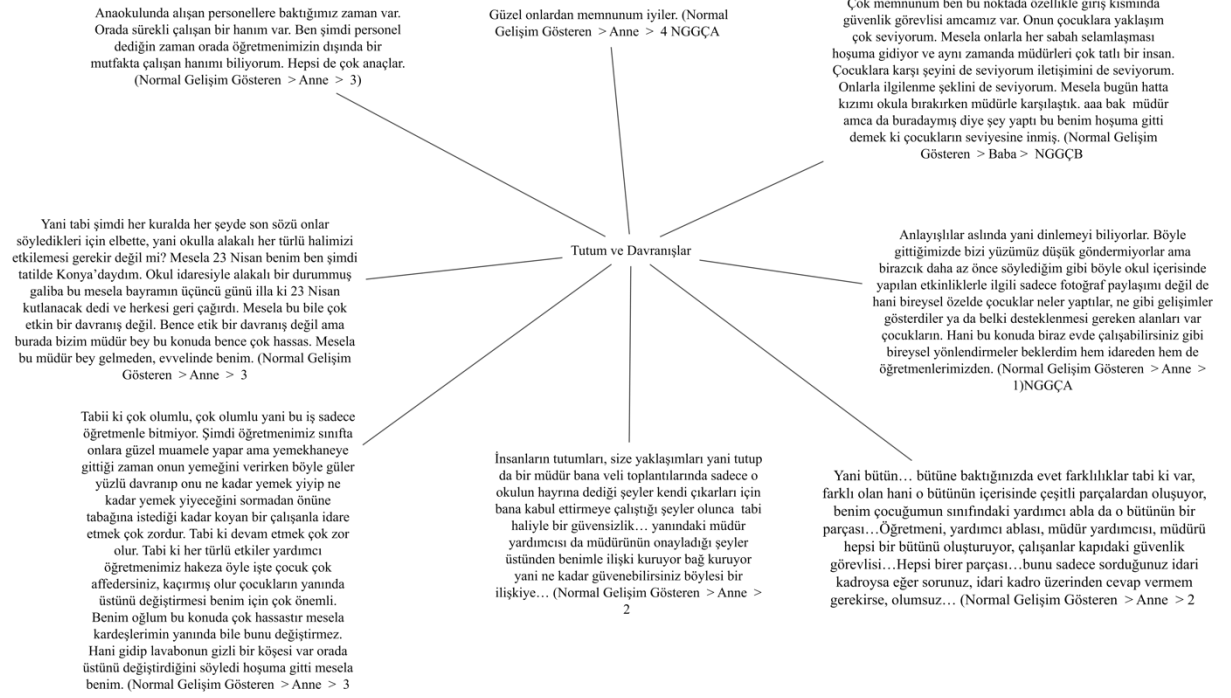 Anaokulunda alışan personellere baktığımız zaman var.
Orada sürekli çalışan bir hanım var. Ben şimdi personel
dediğin zaman orada öğretmenimizin dışında bir
mutfakta çalışan hanımı biliyorum. Hepsi de çok anaçlar.
(Normal Gelişim Gösteren > Anne > 3)
Güzel onlardan memnunum iyiler. (Normal
Gelişim Gösteren > Anne > 4 NGGÇA
Çok memnunum ben bu noktada özellikle giriş kısmında
güvenlik görevlisi amcamız var. Onun çocuklara yaklaşım
çok seviyorum. Mesela onlarla her sabah selamlaşması
hoşuma gidiyor ve aynı zamanda müdürleri çok tatlı bir insan.
Çocuklara karşı şeyini de seviyorum iletişimini de seviyorum.
Onlarla ilgilenme şeklini de seviyorum. Mesela bugün hatta
kızımı okula bırakırken müdürle karşılaştık. aaa bak müdür
amca da buradaymış diye şey yaptı bu benim hoşuma gitti
demek ki çocukların seviyesine inmiş. (Normal Gelişim
Gösteren > Baba > NGGÇB
Yani tabi şimdi her kuralda her şeyde son sözü onlar
söyledikleri için elbette, yani okulla alakalı her türlü halimizi
etkilemesi gerekir değil mi? Mesela 23 Nisan benim ben şimdi
tatilde Konya'daydım. Okul idaresiyle alakalı bir durummuş
galiba bu mesela bayramın üçüncü günü illa ki 23 Nisan
kutlanacak dedi ve herkesi geri çağırdı. Mesela bu bile çok
etkin bir davranış değil. Bence etik bir davranış değil ama
burada bizim müdür bey bu konuda bence çok hassas. Mesela
bu müdür bey gelmeden, evvelinde benim. (Normal Gelişim
Gösteren > Anne > 3
Tutum ve Davranışlar
Anlayışlılar aslında yani dinlemeyi biliyorlar. Böyle
gittiğimizde bizi yüzümüz düşük göndermiyorlar ama
birazcık daha az önce söylediğim gibi böyle okul içerisinde
yapılan etkinliklerle ilgili sadece fotoğraf paylaşımı değil de
hani bireysel özelde çocuklar neler yaptılar, ne gibi gelişimler
gösterdiler ya da belki desteklenmesi gereken alanları var
çocukların. Hani bu konuda biraz evde çalışabilirsiniz gibi
bireysel yönlendirmeler beklerdim hem idareden hem de
öğretmenlerimizden. (Normal Gelişim Gösteren > Anne >
1)NGGÇA
Tabii ki çok olumlu, çok olumlu yani bu iş sadece
öğretmenle bitmiyor. Şimdi öğretmenimiz sınıfta
onlara güzel muamele yapar ama yemekhaneye
gittiği zaman onun yemeğini verirken böyle güler
yüzlü davranıp onu ne kadar yemek yiyip ne
kadar yemek yiyeceğini sormadan önüne
tabağına istediği kadar koyan bir çalışanla idare
etmek çok zordur. Tabi ki devam etmek çok zor
olur. Tabi ki her türlü etkiler yardımcı
öğretmenimiz hakeza öyle işte çocuk çok
affedersiniz, kaçırmış olur çocukların yanında
üstünü değiştirmesi benim için çok önemli.
Benim oğlum bu konuda çok hassastır mesela
kardeşlerimin yanında bile bunu değiştirmez.
Hani gidip lavabonun gizli bir köşesi var orada
üstünü değiştirdiğini söyledi hoşuma gitti mesela
benim. (Normal Gelişim Gösteren > Anne > 3
İnsanların tutumları, size yaklaşımları yani tutup
da bir müdür bana veli toplantılarında sadece o
okulun hayrına dediği şeyler kendi çıkarları için
bana kabul ettirmeye çalıştığı şeyler olunca tabi
haliyle bir güvensizlik… yanındaki müdür
yardımcısı da müdürünün onayladığı şeyler
üstünden benimle ilişki kuruyor bağ kuruyor
yani ne kadar güvenebilirsiniz böylesi bir
ilişkiye… (Normal Gelişim Gösteren > Anne >
2
Yani bütün… bütüne baktığınızda evet farklılıklar tabi ki var,
farklı olan hani o bütünün içerisinde çeşitli parçalardan oluşuyor,
benim çocuğumun sınıfındaki yardımcı abla da o bütünün bir
parçası…Öğretmeni, yardımcı ablası, müdür yardımcısı, müdürü
hepsi bir bütünü oluşturuyor, çalışanlar kapıdaki güvenlik
görevlisi…Hepsi birer parçası…bunu sadece sorduğunuz idari
kadroysa eğer sorunuz, idari kadro üzerinden cevap vermem
gerekirse, olumsuz… (Normal Gelişim Gösteren > Anne > 2